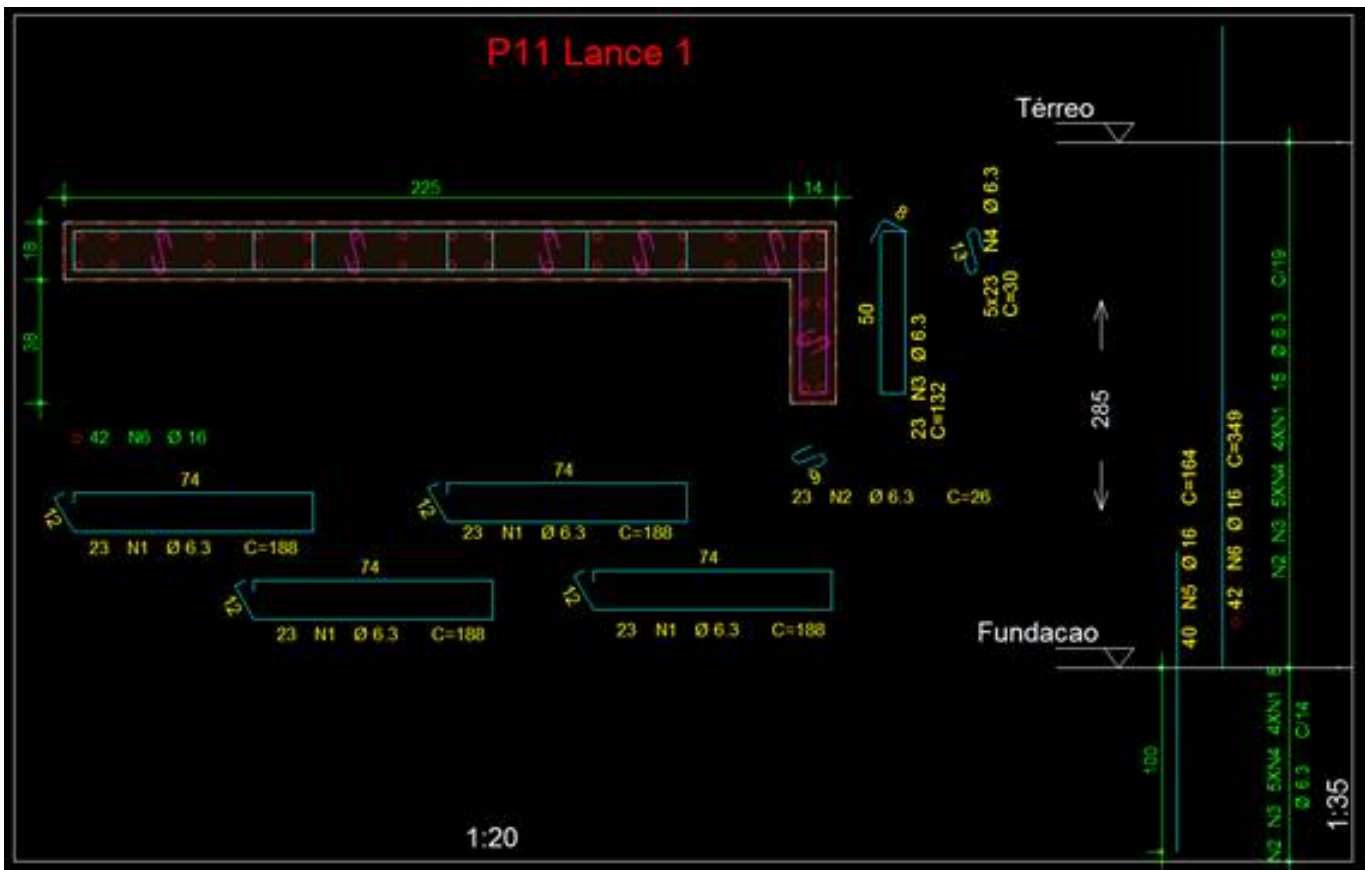 P11 Lance 1
Térreo
225
14
18
38
8
50
23 N3 Ø 6.3
C=132
13
5x23 N4 Ø 6.3
C=30
285
42 N6 Ø 16
74
12
23 N1 Ø 6.3 C=188
74
12
23 N1 Ø 6.3 C=188
74
12
23 N1 Ø 6.3 C=188
74
12
23 N1 Ø 6.3 C=188
9
23 N2 Ø 6.3 C=26
40 N5 Ø 16 C=164
42 N6 Ø 16 C=349
N2 N3 5XN4 4XN1 15 Ø 6.3 C/19
Fundacao
100
N2 N3 5XN4 4XN1 8
Ø 6.3 C/14
1:20
1:35